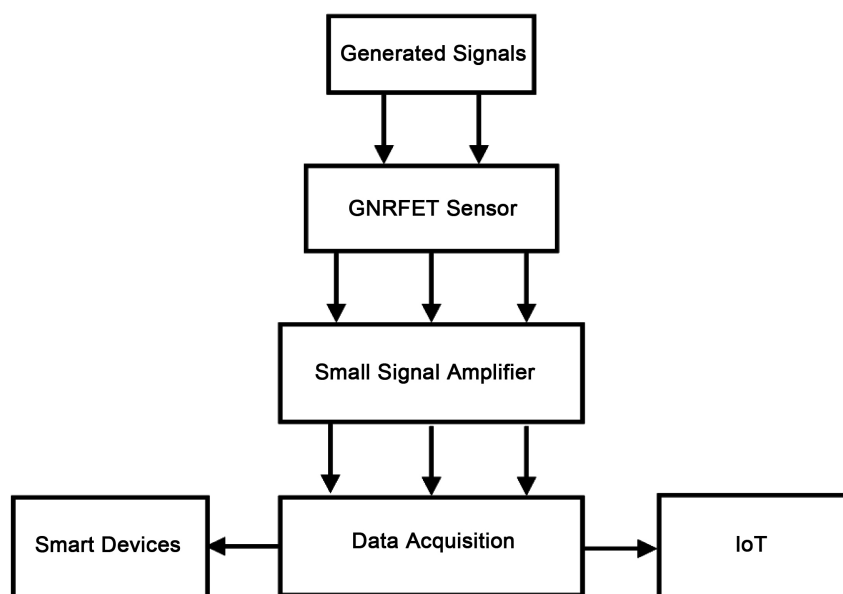 Generated Signals
GNRFET Sensor
Small Signal Amplifier
Smart Devices
Data Acquisition
IoT